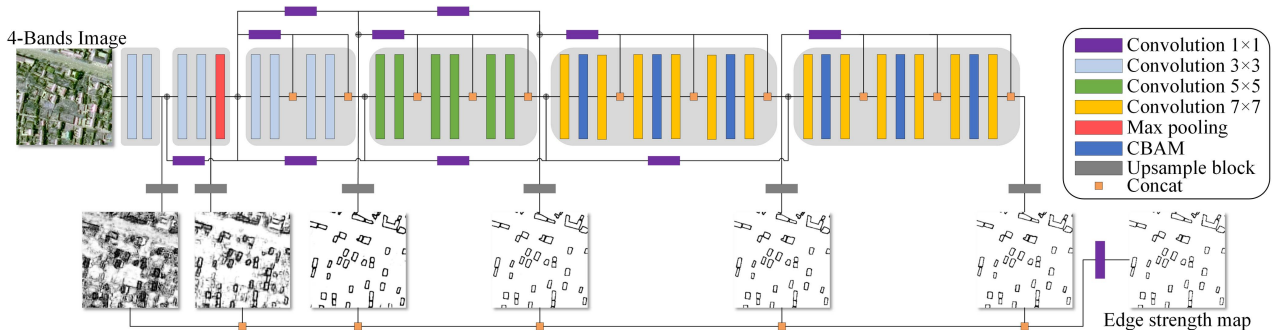 4-Bands Image
Convolution 1×1
Convolution 3×3
Convolution 5×5
Convolution 7×7
Max pooling
CBAM
Upsample block
Concat
Edge strength map